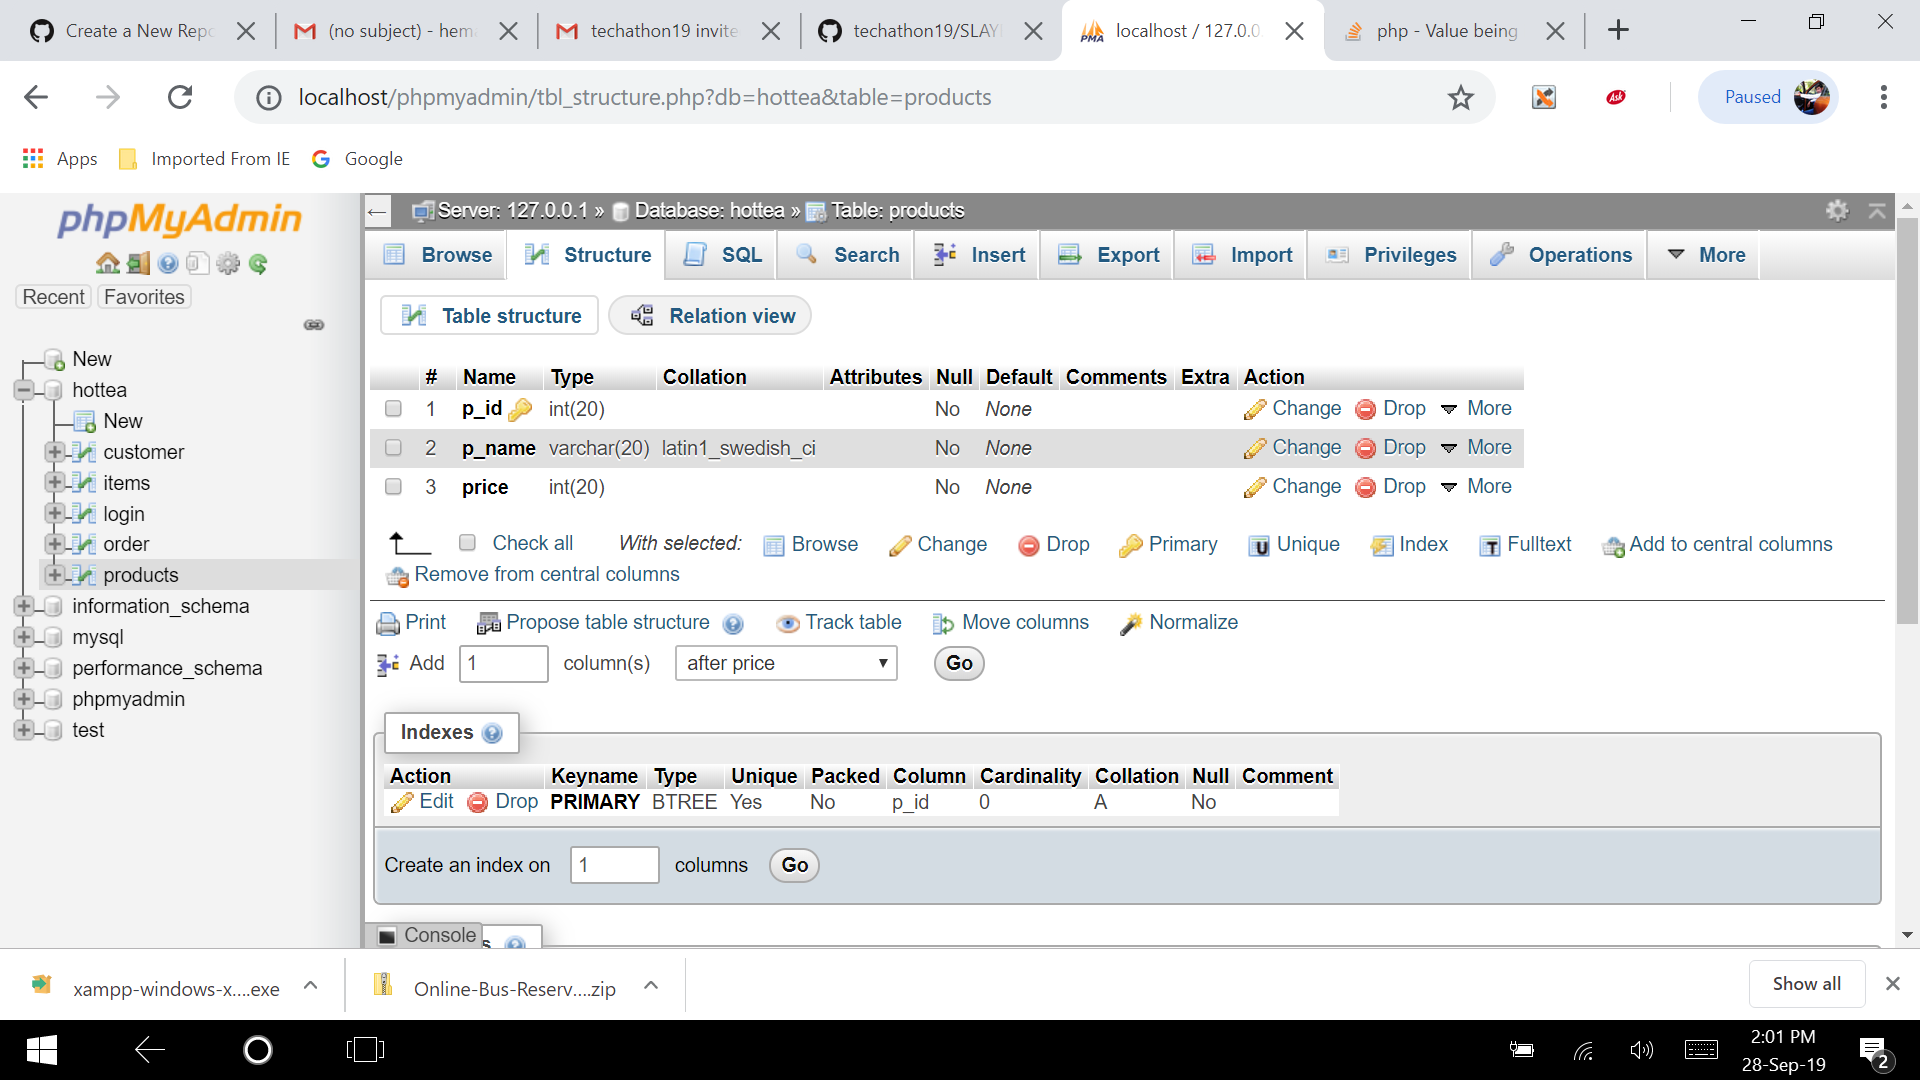 Create a New Repo
(no subject) - hema
techathon19 invite
techathon19/SLAY
localhost / 127.0.0
php - Value being
localhost/phpmyadmin/tbl_structure.php?db=hottea&table=products
Ask
Paused
Apps
Imported From IE
Google
phpMyAdmin
Recent
Favorites
New
hottea
New
customer
items
login
order
products
information_schema
mysql
performance_schema
phpmyadmin
test
Server: 127.0.0.1 » Database: hottea » Table: products
Browse Structure SQL Search Insert Export Import Privileges Operations More
Table structure Relation view
# Name Type Collation Attributes Null Default Comments Extra Action
1 p_id int(20) No None Change Drop More
2 p_name varchar(20) latin1_swedish_ci No None Change Drop More
3 price int(20) No None Change Drop More
Check all With selected: Browse Change Drop Primary Unique Index Fulltext Add to central columns
Remove from central columns
Print Propose table structure Track table Move columns Normalize
Add 1 column(s) after price Go
Indexes
Action Keyname Type Unique Packed Column Cardinality Collation Null Comment
Edit Drop PRIMARY BTREE Yes No p_id 0 A No
Create an index on 1 columns Go
Console
s
xampp-windows-x....exe
Online-Bus-Reserv....zip
Show all
2:01 PM
28-Sep-19
2